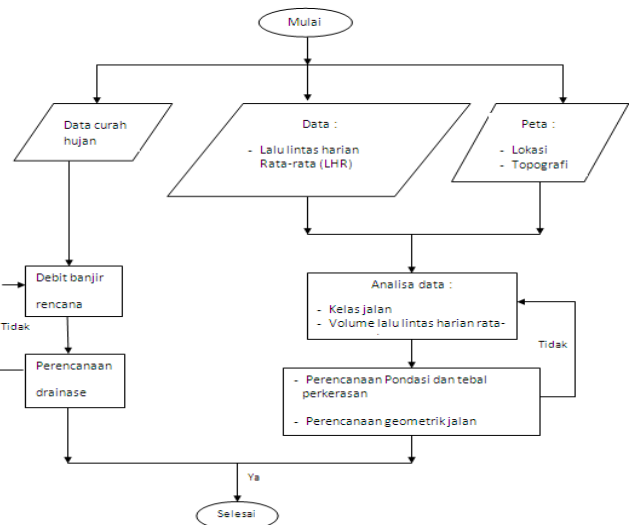 Mulai
Data curah
hujan
Data :
- Lalu lintas harian
Rata-rata (LHR)
Peta :
- Lokasi
- Topografi
Debit banjir
rencana
Tidak
Perencanaan
drainase
Analisa data :
- Kelas jalan
- Volume lalu lintas harian rata-
Tidak
- Perencanaan Pondasi dan tebal
perkerasan
- Perencanaan geometrik jalan
Ya
Selesai